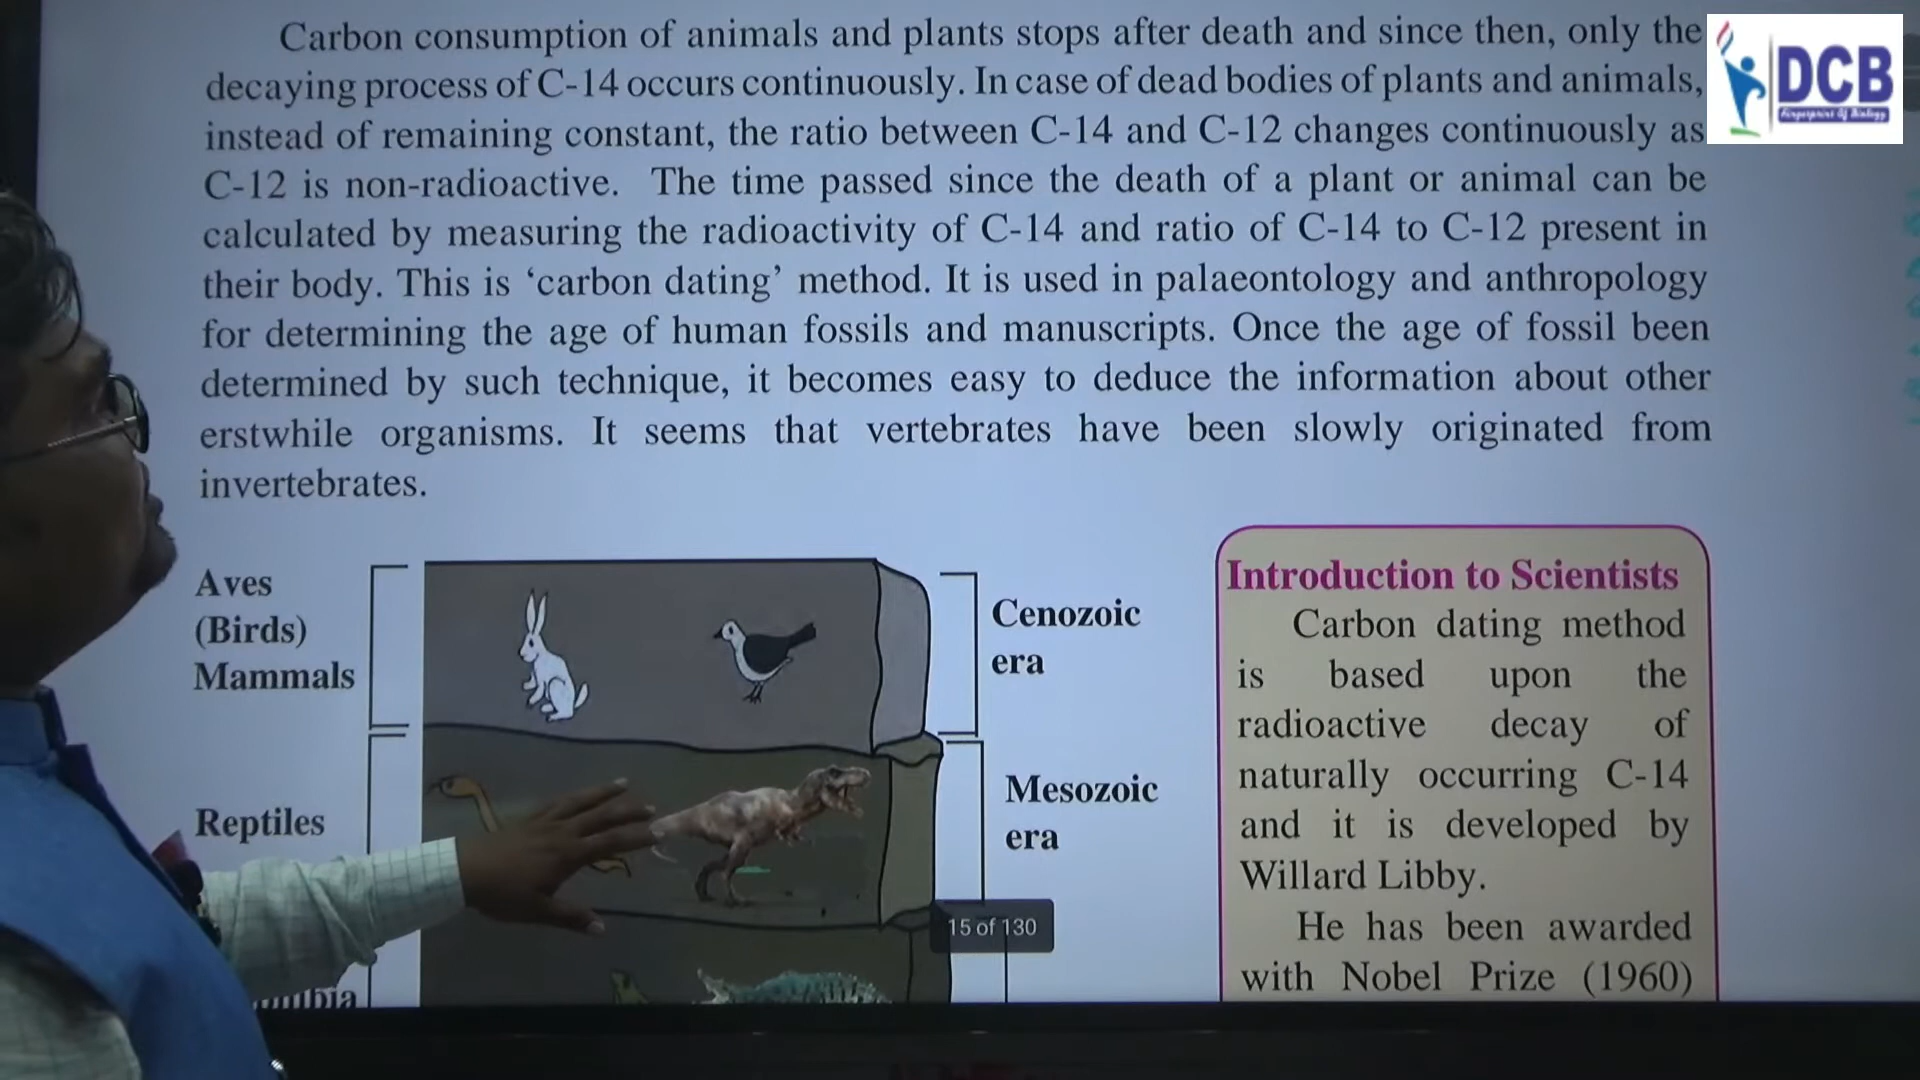 Carbon consumption of animals and plants stops after death and since then, only the
decaying process of C-14 occurs continuously. In case of dead bodies of plants and animals,
instead of remaining constant, the ratio between C-14 and C-12 changes continuously as
C-12 is non-radioactive. The time passed since the death of a plant or animal can be
calculated by measuring the radioactivity of C-14 and ratio of C-14 to C-12 present in
their body. This is ‘carbon dating’ method. It is used in palaeontology and anthropology
for determining the age of human fossils and manuscripts. Once the age of fossil been
determined by such technique, it becomes easy to deduce the information about other
erstwhile organisms. It seems that vertebrates have been slowly originated from
invertebrates.
DCB
Fingerprint Of Biology
Aves
(Birds)
Mammals
Reptiles
Cenozoic
era
Mesozoic
era
15 of 130
Introduction to Scientists
Carbon dating method
is based upon the
radioactive decay of
naturally occurring C-14
and it is developed by
Willard Libby.
He has been awarded
with Nobel Prize (1960)